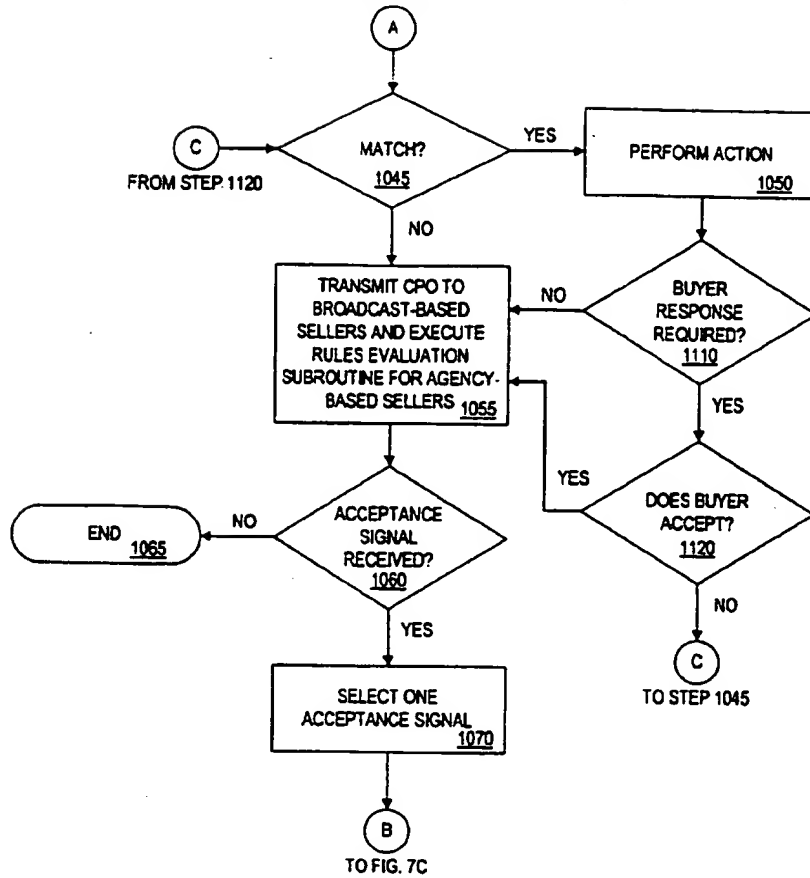 A
C
FROM STEP 1120
MATCH?
1045
YES
PERFORM ACTION
1050
NO
TRANSMIT CPO TO
BROADCAST-BASED
SELLERS AND EXECUTE
RULES EVALUATION
SUBROUTINE FOR AGENCY-
BASED SELLERS 1055
NO
BUYER
RESPONSE
REQUIRED?
1110
YES
YES
DOES BUYER
ACCEPT?
1120
END
1065
NO
ACCEPTANCE
SIGNAL
RECEIVED?
1060
NO
C
TO STEP 1045
YES
SELECT ONE
ACCEPTANCE SIGNAL
1070
B
TO FIG. 7C